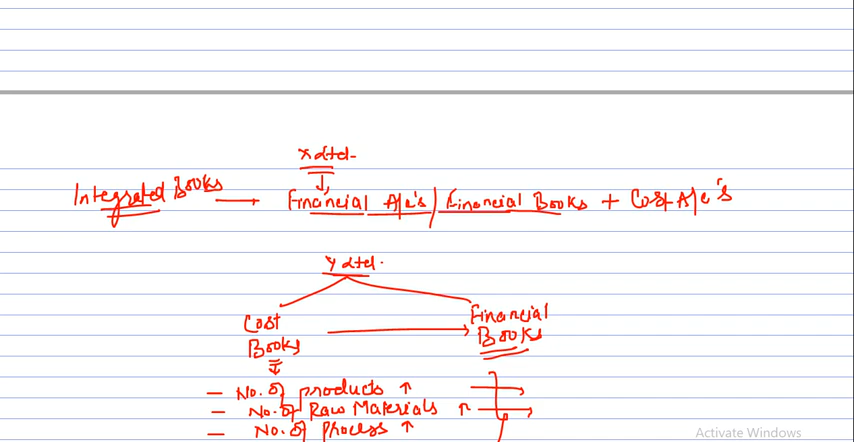 X Ltd.
Integrated Books → Financial A/c's / Financial Books + Cost A/c's
Y Ltd.
Cost Books → Financial Books
– No. of products ↑
– No. of Raw Materials ↑
– No. of Process ↑
Activate Windows